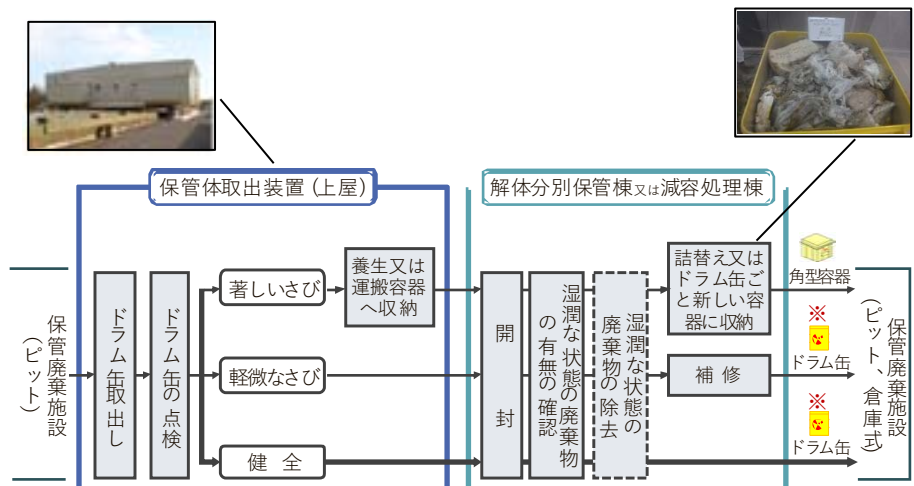 保管体取出装置（上屋）
解体分別保管棟又は減容処理棟
保管廃棄施設
（ピット）
ドラム缶取出し
ドラム缶の点検
著しいさび
養生又は
運搬容器
へ収納
軽微なさび
健 全
開 封
湿潤な状態の廃棄物
の有無の確認
湿潤な状態の
廃棄物の除去
詰替え又は
ドラム缶ご
と新しい容
器に収納
補 修
角型容器
※
ドラム缶
※
ドラム缶
保管廃棄施設
（ピット、倉庫式）